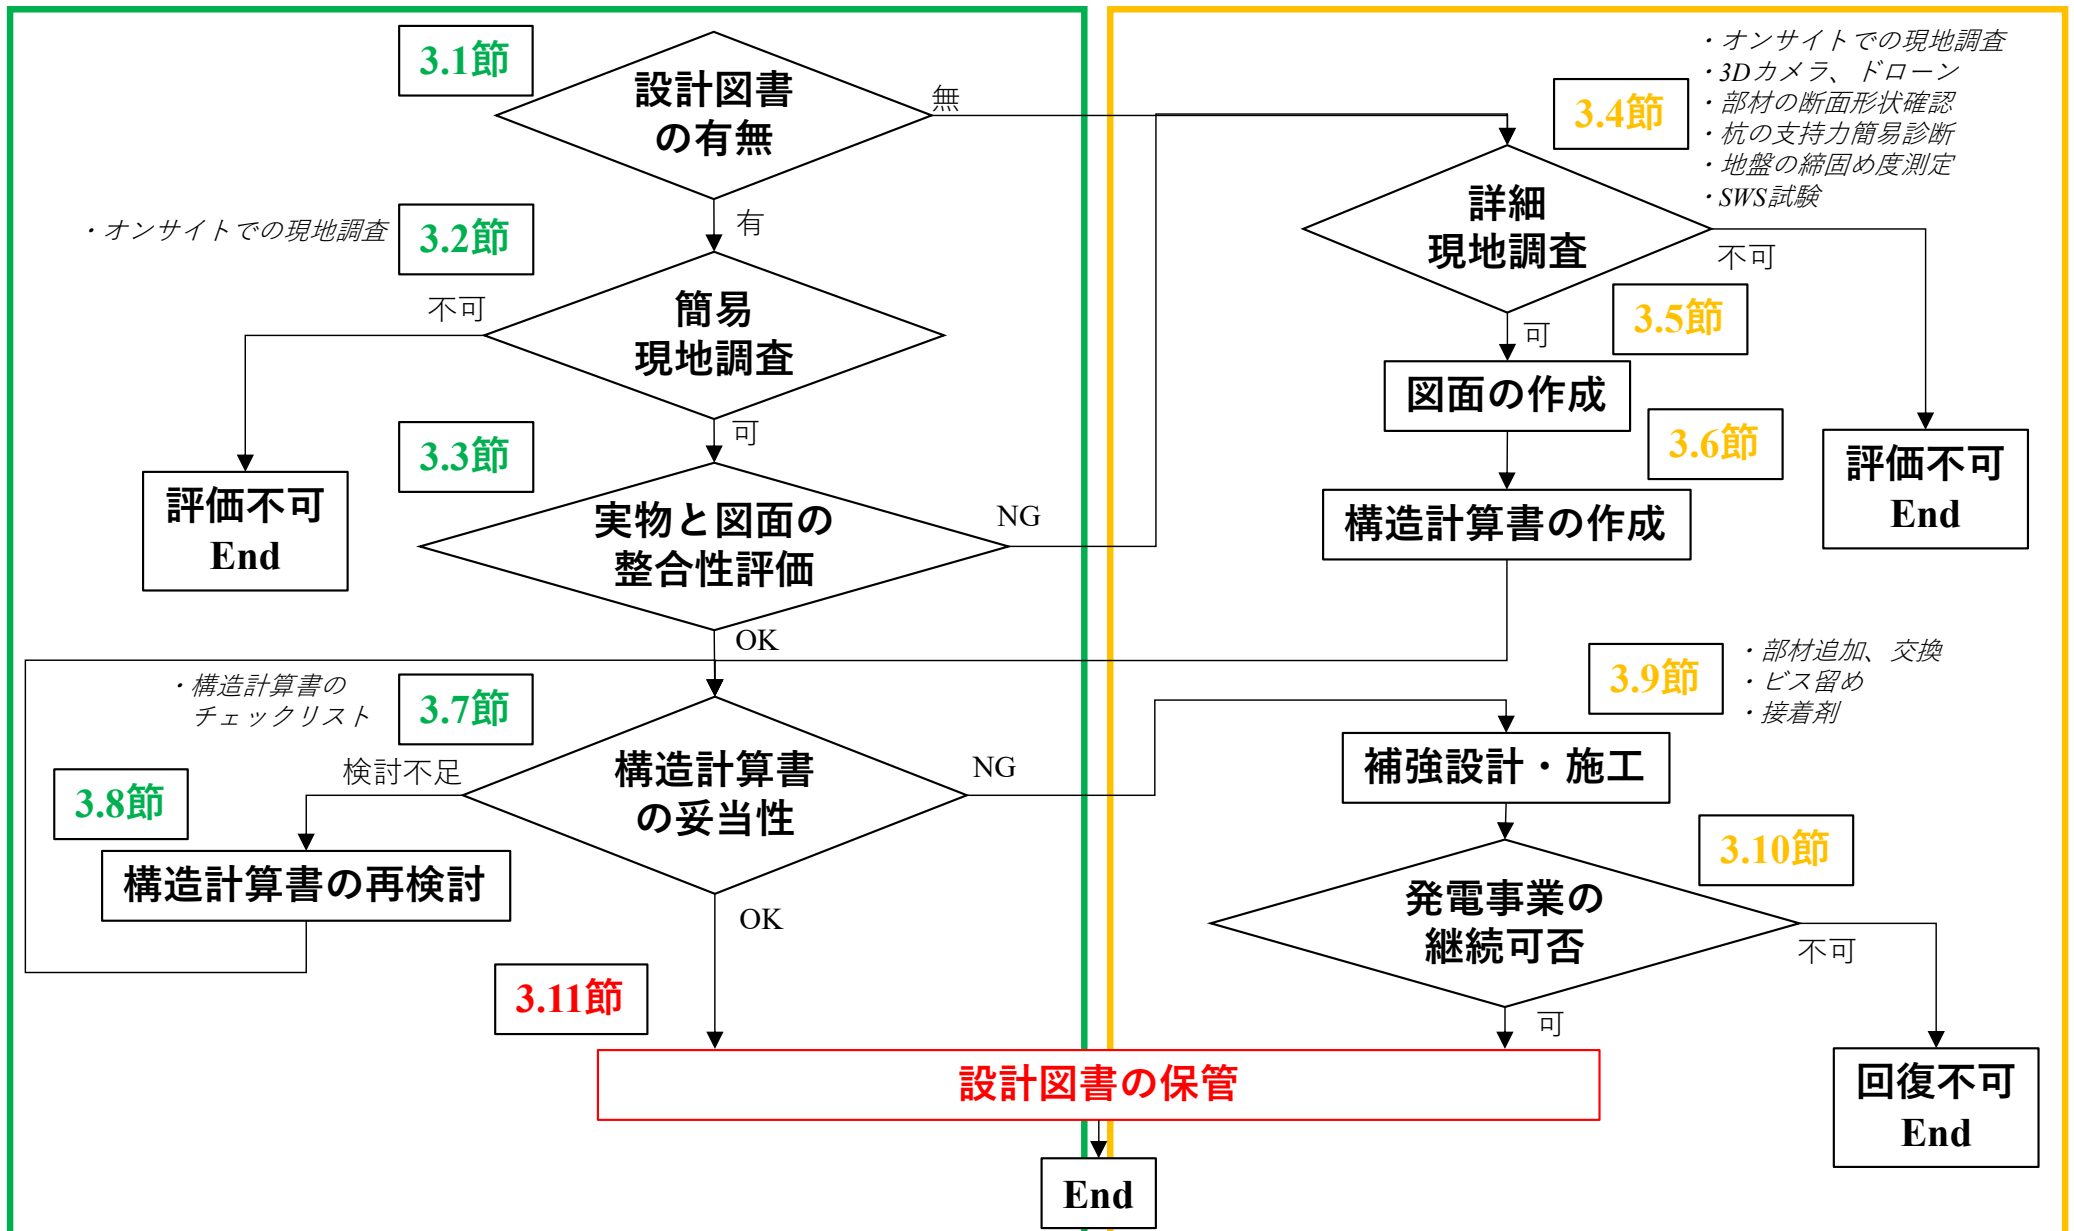 3.1節
設計図書
の有無
無
有
・オンサイトでの現地調査
3.2節
簡易
現地調査
不可
可
評価不可
End
3.3節
実物と図面の
整合性評価
NG
OK
・オンサイトでの現地調査
・3Dカメラ、ドローン
・部材の断面形状確認
・杭の支持力簡易診断
・地盤の締固め度測定
・SWS試験
3.4節
詳細
現地調査
不可
可
評価不可
End
3.5節
図面の作成
3.6節
構造計算書の作成
・構造計算書の
チェックリスト
3.7節
構造計算書
の妥当性
検討不足
NG
OK
3.8節
構造計算書の再検討
3.9節
・部材追加、交換
・ビス留め
・接着剤
補強設計・施工
3.10節
発電事業の
継続可否
不可
可
回復不可
End
3.11節
設計図書の保管
End